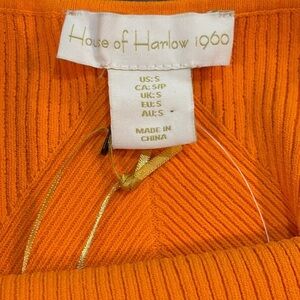 House of Harlow 1960
US: S
CA: S/P
UK: S
EU: S
AU: S
MADE IN
CHINA